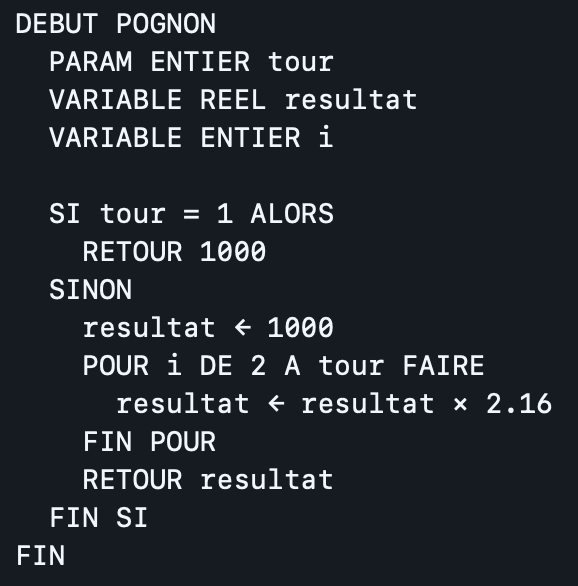 DEBUT POGNON
  PARAM ENTIER tour
  VARIABLE REEL resultat
  VARIABLE ENTIER i

  SI tour = 1 ALORS
    RETOUR 1000
  SINON
    resultat ← 1000
    POUR i DE 2 A tour FAIRE
      resultat ← resultat × 2.16
    FIN POUR
    RETOUR resultat
  FIN SI
FIN